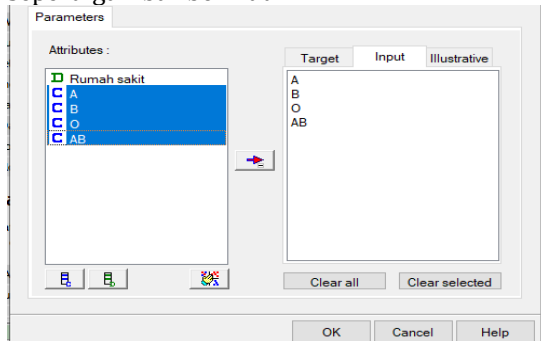 Parameters
Attributes :
Target Input Illustrative
Rumah sakit
A
B
O
AB
A
B
O
AB
Clear all Clear selected
OK Cancel Help